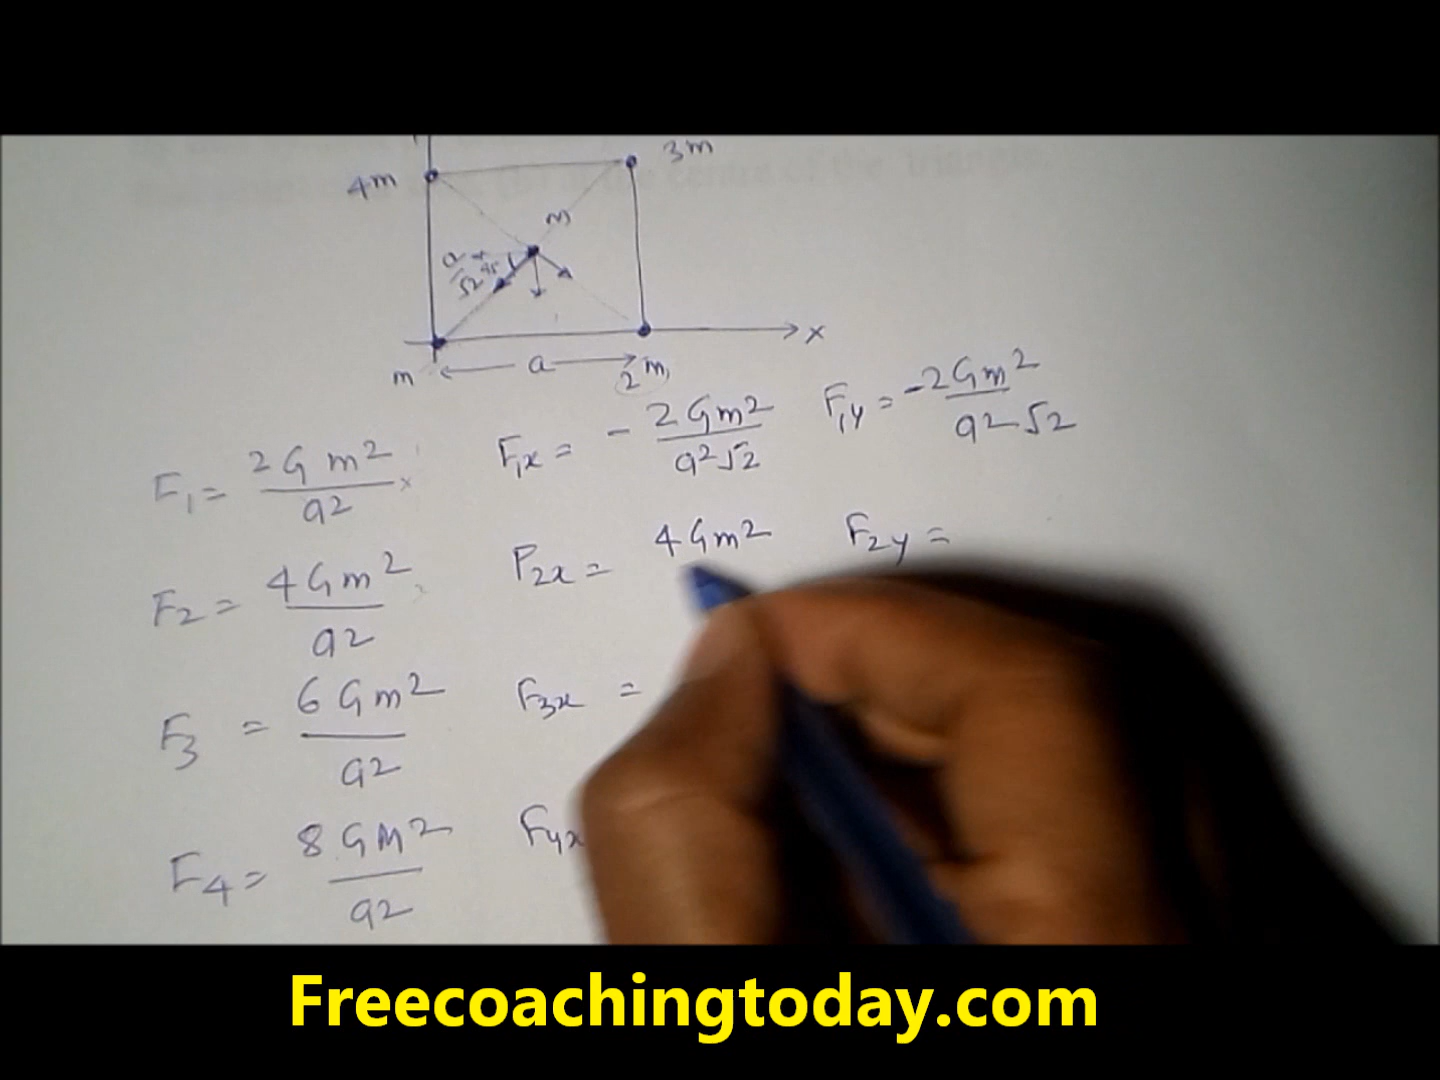 4m
3m
m
a/√2
45
x
m
a
2m
F₁ = 2Gm²/a²
F₁x = - 2Gm²/a²√2
F₁y = -2Gm²/a²√2
F₂ = 4Gm²/a²
F₂x = 4Gm²
F₂y =
F₃ = 6Gm²/a²
F₃x =
F₄ = 8GM²/a²
F₄x
Freecoachingtoday.com